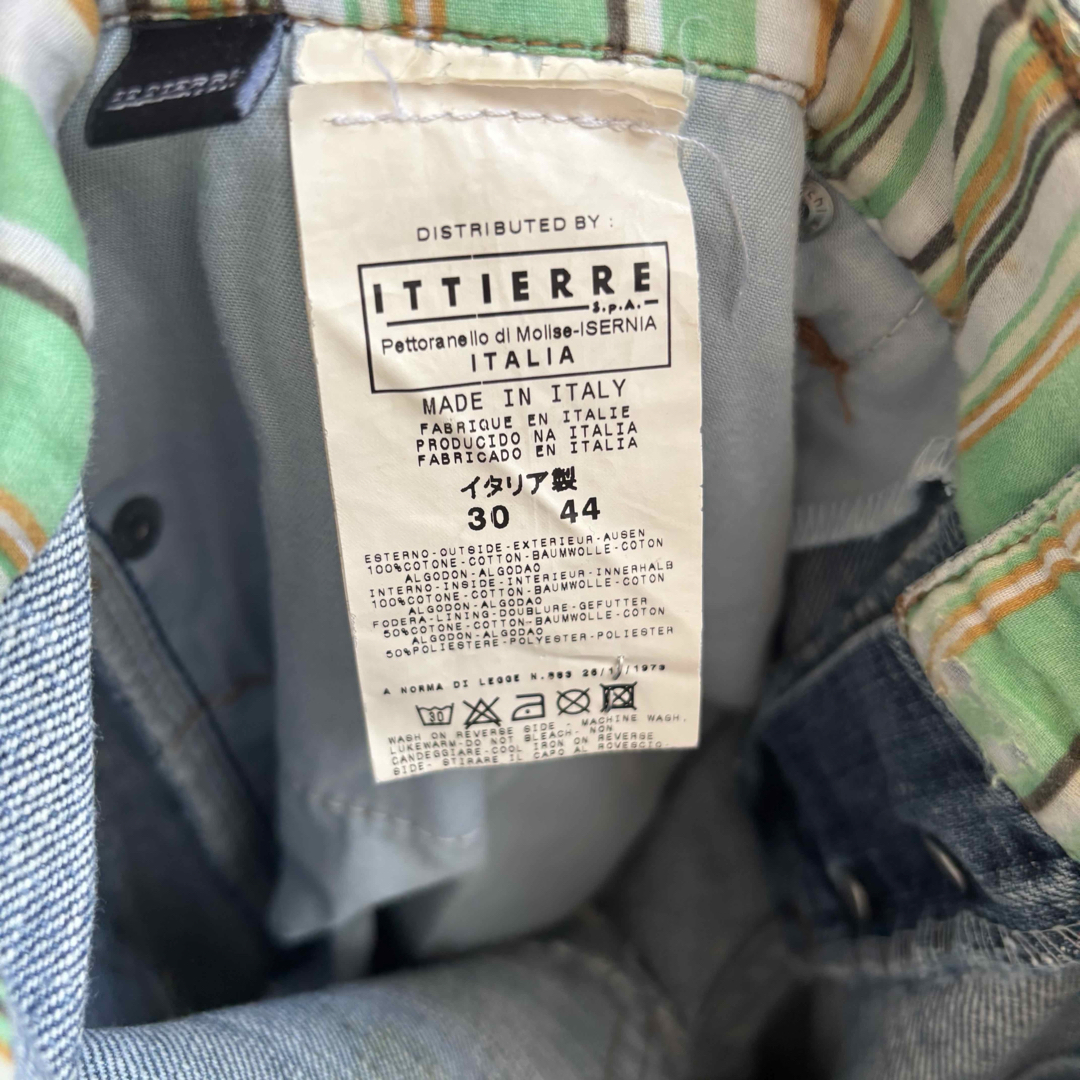 ITTIERRE
DISTRIBUTED BY :
ITTIERRE
S.p.A.
Pettoranello di Molise-ISERNIA
ITALIA
MADE IN ITALY
FABRIQUE EN ITALIE
PRODUCIDO NA ITALIA
FABRICADO EN ITALIA
イタリア製
30 44
ESTERNO-OUTSIDE-EXTERIEUR-AUSEN
100%COTONE-COTTON-BAUMWOLLE-COTON
ALGODON-ALGODAO
INTERNO-INSIDE-INTERIEUR-INNERHALB
100%COTONE-COTTON-BAUMWOLLE-COTON
ALGODON-ALGODAO
FODERA-LINING-DOUBLURE-GEFUTTER
50%COTONE-COTTON-BAUMWOLLE-COTON
ALGODON-ALGODAO
50%POLIESTERE-POLYESTER-POLIESTER
A NORMA DI LEGGE N.883 26/11/1973
30
WASH ON REVERSE SIDE - MACHINE WASH,
LUKEWARM-DO NOT BLEACH- NON
CANDEGGIARE-COOL IRON ON REVERSE
SIDE- STIRARE IL CAPO AL ROVESCIO-